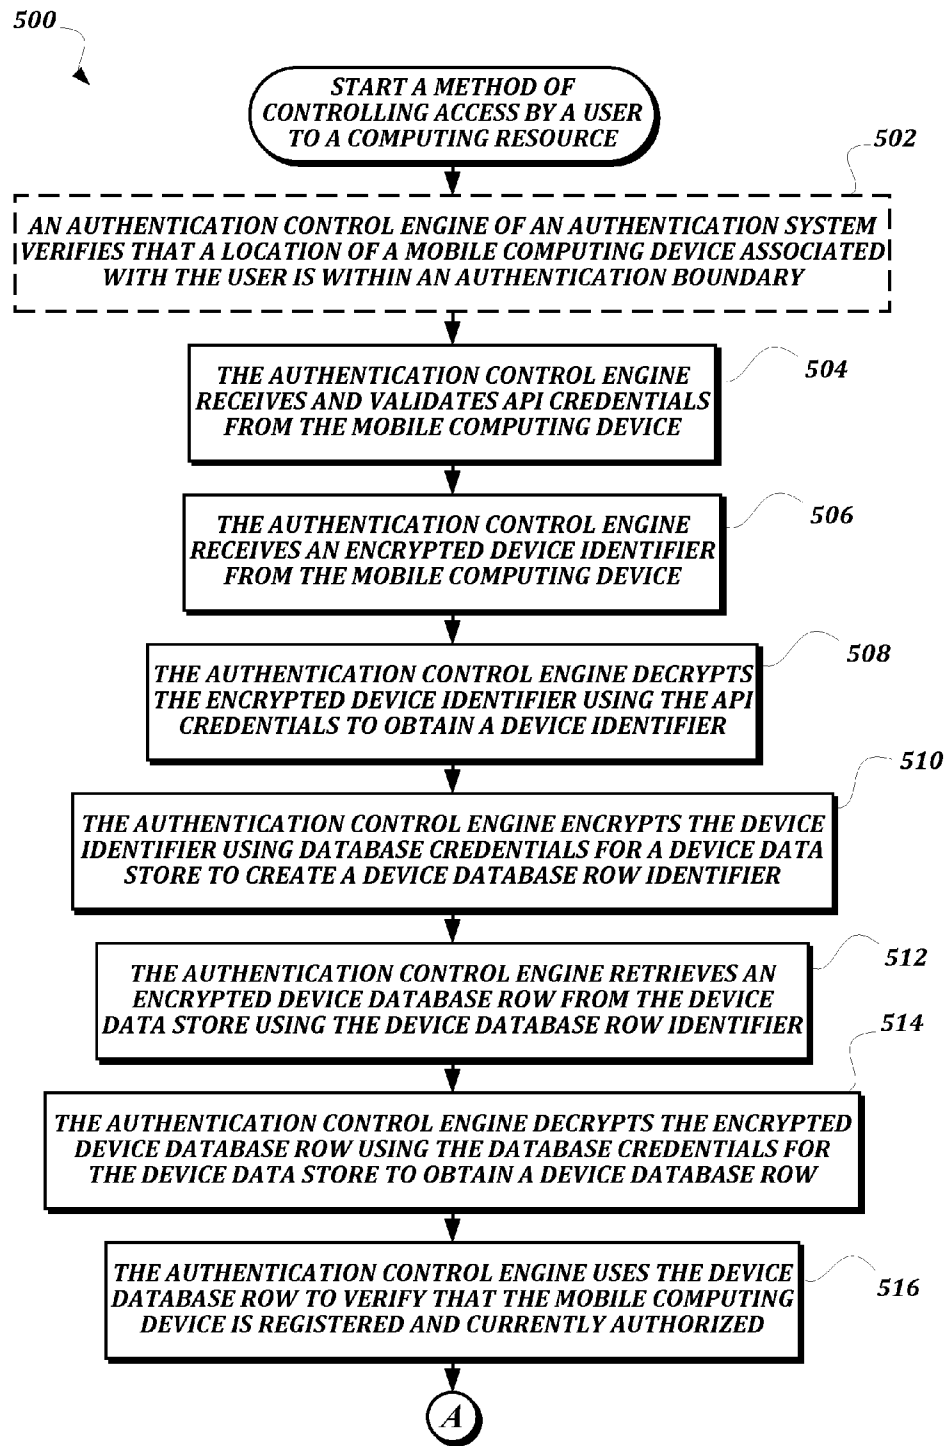 500
START A METHOD OF
CONTROLLING ACCESS BY A USER
TO A COMPUTING RESOURCE
502
AN AUTHENTICATION CONTROL ENGINE OF AN AUTHENTICATION SYSTEM
VERIFIES THAT A LOCATION OF A MOBILE COMPUTING DEVICE ASSOCIATED
WITH THE USER IS WITHIN AN AUTHENTICATION BOUNDARY
504
THE AUTHENTICATION CONTROL ENGINE
RECEIVES AND VALIDATES API CREDENTIALS
FROM THE MOBILE COMPUTING DEVICE
506
THE AUTHENTICATION CONTROL ENGINE
RECEIVES AN ENCRYPTED DEVICE IDENTIFIER
FROM THE MOBILE COMPUTING DEVICE
508
THE AUTHENTICATION CONTROL ENGINE DECRYPTS
THE ENCRYPTED DEVICE IDENTIFIER USING THE API
CREDENTIALS TO OBTAIN A DEVICE IDENTIFIER
510
THE AUTHENTICATION CONTROL ENGINE ENCRYPTS THE DEVICE
IDENTIFIER USING DATABASE CREDENTIALS FOR A DEVICE DATA
STORE TO CREATE A DEVICE DATABASE ROW IDENTIFIER
512
THE AUTHENTICATION CONTROL ENGINE RETRIEVES AN
ENCRYPTED DEVICE DATABASE ROW FROM THE DEVICE
DATA STORE USING THE DEVICE DATABASE ROW IDENTIFIER
514
THE AUTHENTICATION CONTROL ENGINE DECRYPTS THE ENCRYPTED
DEVICE DATABASE ROW USING THE DATABASE CREDENTIALS FOR
THE DEVICE DATA STORE TO OBTAIN A DEVICE DATABASE ROW
516
THE AUTHENTICATION CONTROL ENGINE USES THE DEVICE
DATABASE ROW TO VERIFY THAT THE MOBILE COMPUTING
DEVICE IS REGISTERED AND CURRENTLY AUTHORIZED
A